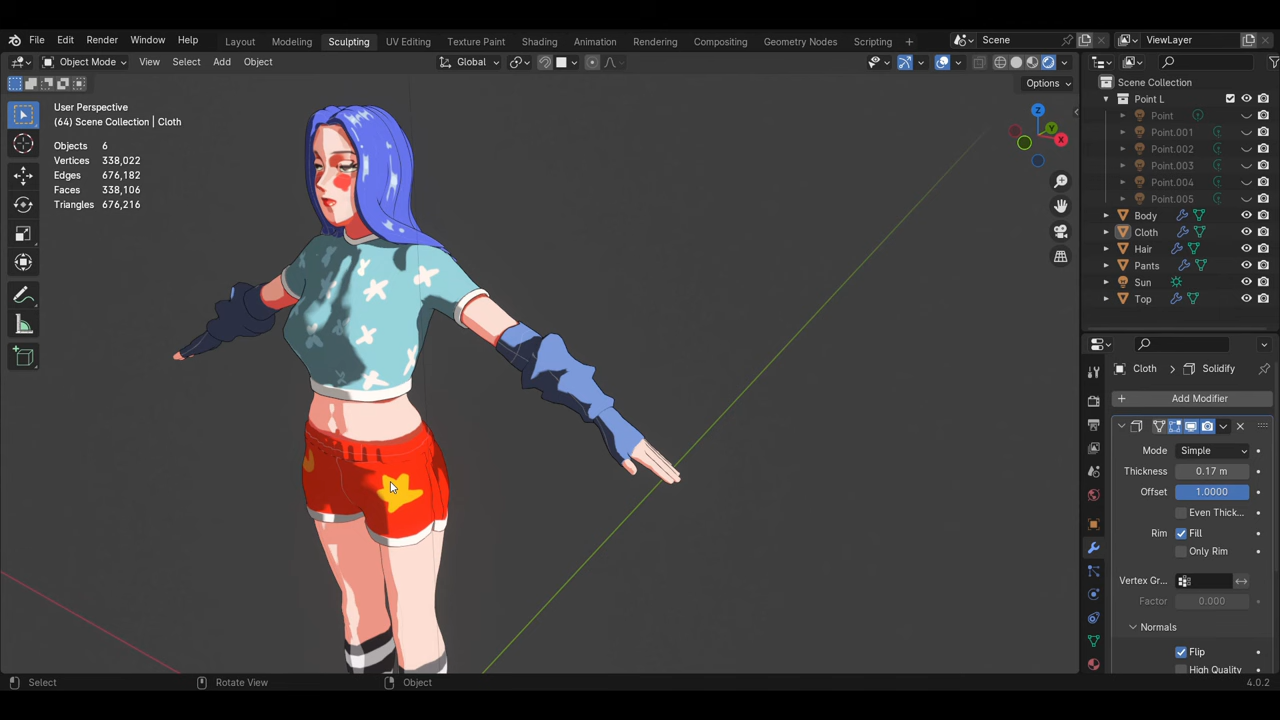 File Edit Render Window Help Layout Modeling Sculpting UV Editing Texture Paint Shading Animation Rendering Compositing Geometry Nodes Scripting + Scene ViewLayer
Object Mode View Select Add Object Global
Options
User Perspective
(64) Scene Collection | Cloth
Objects 6
Vertices 338,022
Edges 676,182
Faces 338,106
Triangles 676,216
Z
Y
X
Scene Collection
Point L
Point
Point.001
Point.002
Point.003
Point.004
Point.005
Body
Cloth
Hair
Pants
Sun
Top
Cloth > Solidify
+ Add Modifier
Mode Simple
Thickness 0.17 m
Offset 1.0000
Even Thick...
Rim Fill
Only Rim
Vertex Gr...
Factor 0.000
Normals
Flip
High Quality
Select Rotate View Object 4.0.2